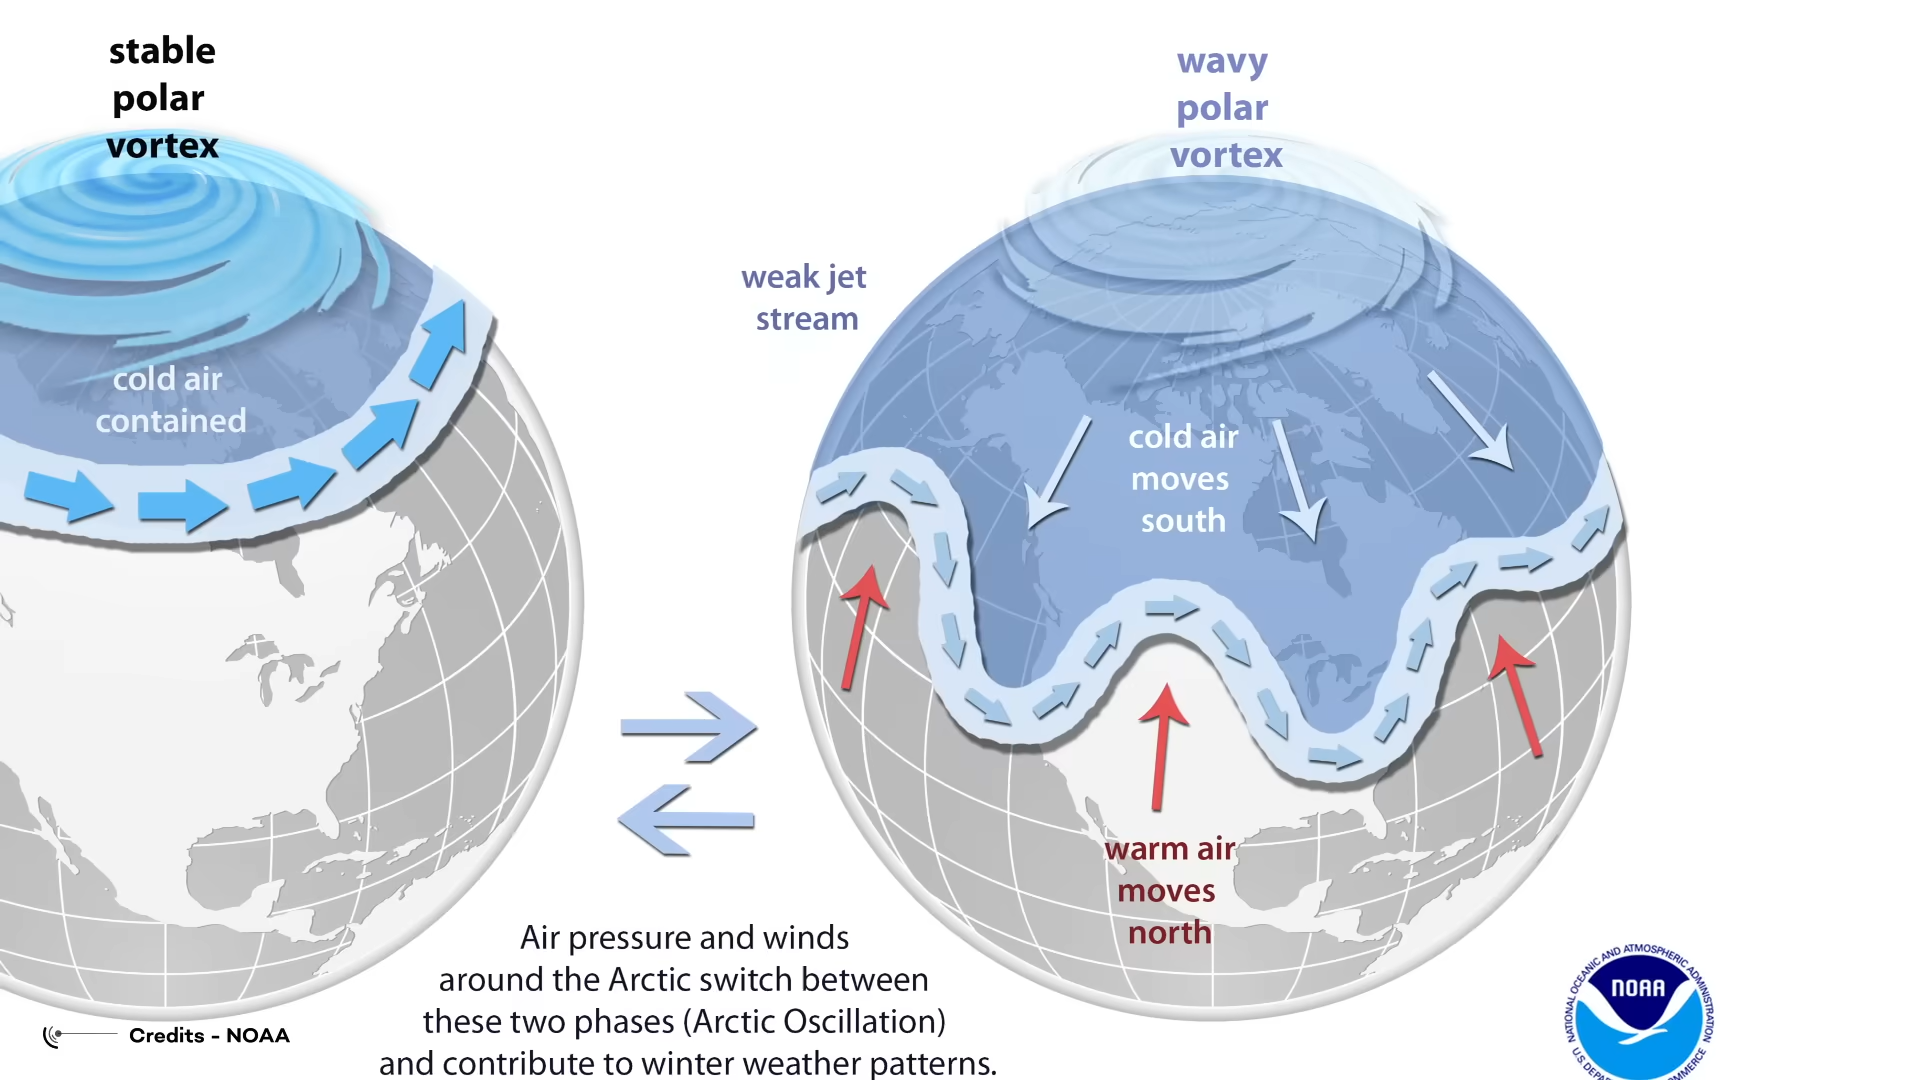 stable
polar
vortex
cold air
contained
wavy
polar
vortex
weak jet
stream
cold air
moves
south
warm air
moves
north
Air pressure and winds
around the Arctic switch between
these two phases (Arctic Oscillation)
and contribute to winter weather patterns.
Credits - NOAA
NATIONAL OCEANIC AND ATMOSPHERIC ADMINISTRATION
NOAA